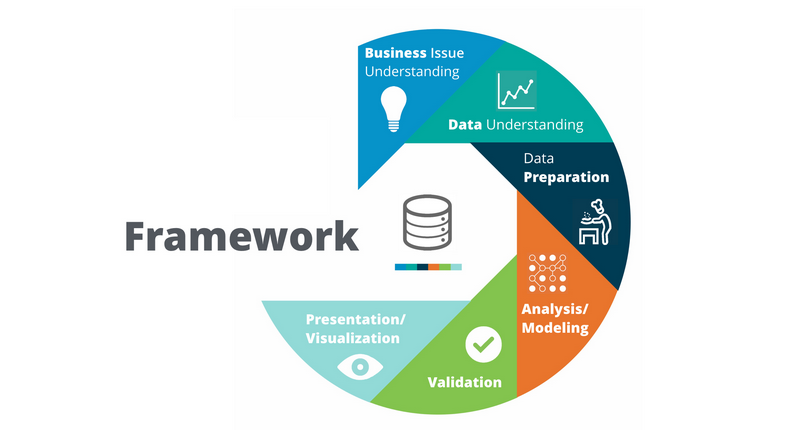 Business Issue
Understanding
Data Understanding
Data
Preparation
Framework
Analysis/
Modeling
Presentation/
Visualization
Validation